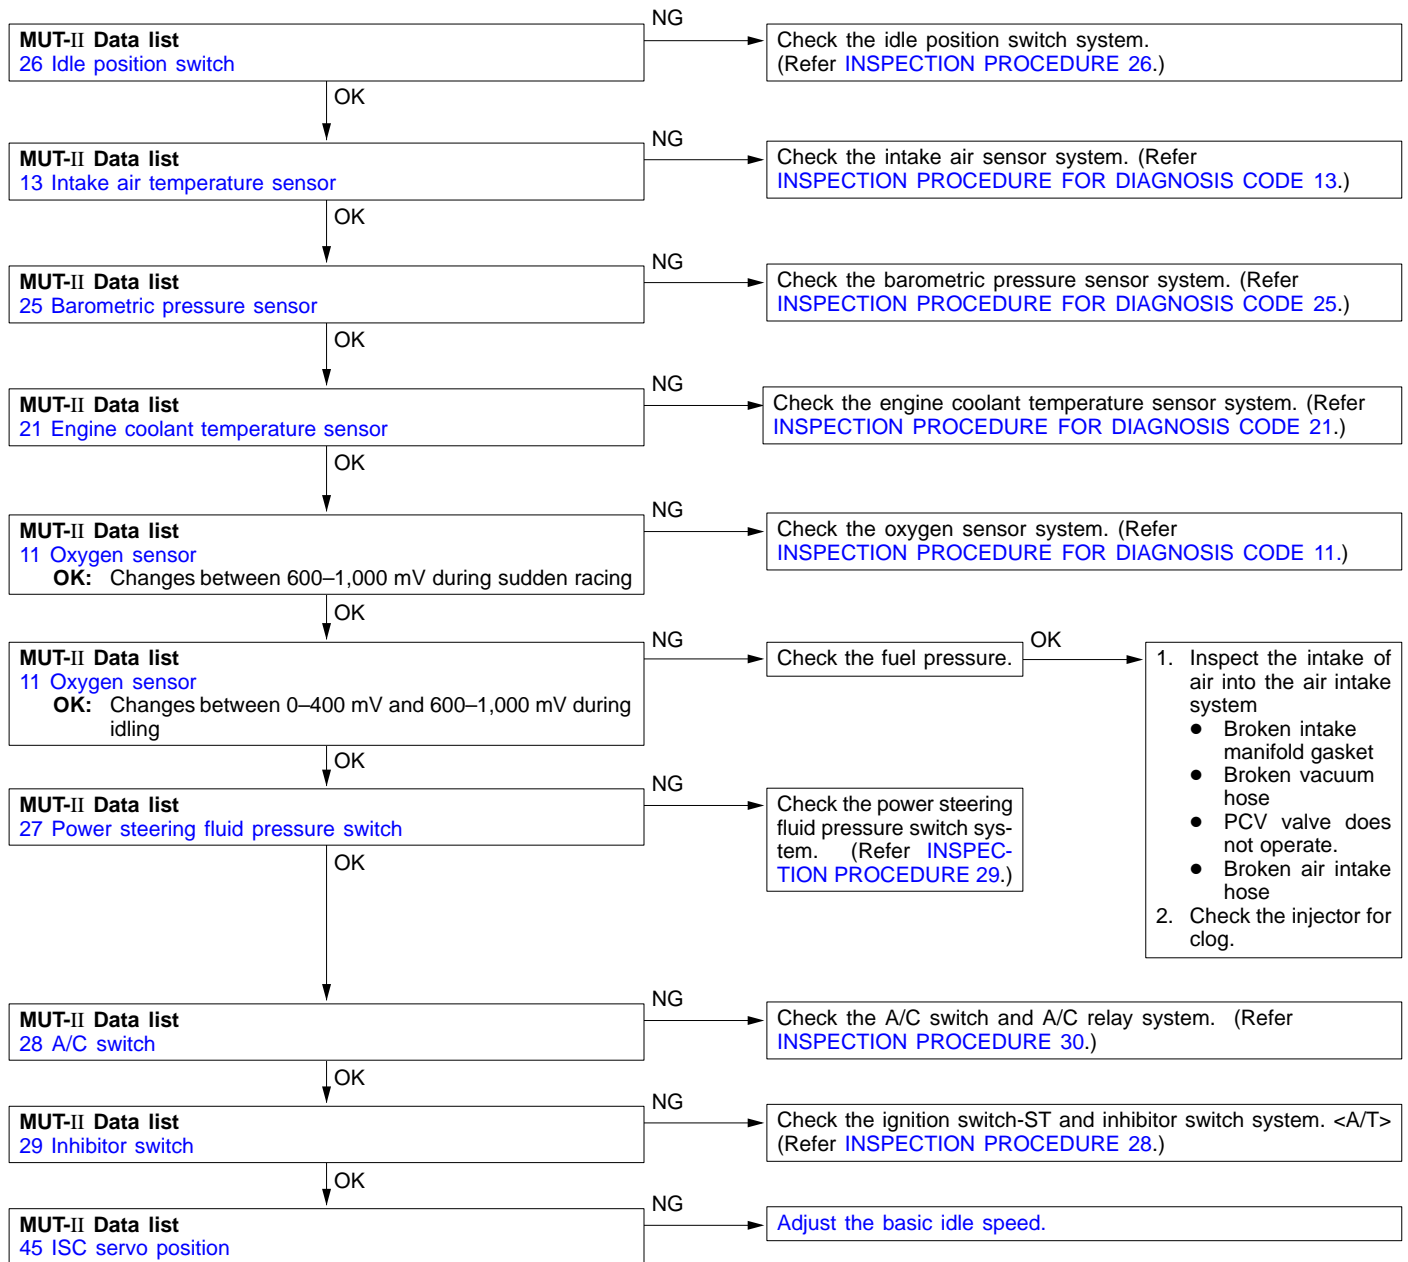 MUT-II Data list
26 Idle position switch
NG
Check the idle position switch system.
(Refer INSPECTION PROCEDURE 26.)
OK
MUT-II Data list
13 Intake air temperature sensor
NG
Check the intake air sensor system. (Refer
INSPECTION PROCEDURE FOR DIAGNOSIS CODE 13.)
OK
MUT-II Data list
25 Barometric pressure sensor
NG
Check the barometric pressure sensor system. (Refer
INSPECTION PROCEDURE FOR DIAGNOSIS CODE 25.)
OK
MUT-II Data list
21 Engine coolant temperature sensor
NG
Check the engine coolant temperature sensor system. (Refer
INSPECTION PROCEDURE FOR DIAGNOSIS CODE 21.)
OK
MUT-II Data list
11 Oxygen sensor
OK: Changes between 600–1,000 mV during sudden racing
NG
Check the oxygen sensor system. (Refer
INSPECTION PROCEDURE FOR DIAGNOSIS CODE 11.)
OK
MUT-II Data list
11 Oxygen sensor
OK: Changes between 0–400 mV and 600–1,000 mV during
idling
NG
Check the fuel pressure.
OK
1. Inspect the intake of
air into the air intake
system
● Broken intake
manifold gasket
● Broken vacuum
hose
● PCV valve does
not operate.
● Broken air intake
hose
2. Check the injector for
clog.
OK
MUT-II Data list
27 Power steering fluid pressure switch
NG
Check the power steering
fluid pressure switch sys-
tem. (Refer INSPEC-
TION PROCEDURE 29.)
OK
MUT-II Data list
28 A/C switch
NG
Check the A/C switch and A/C relay system. (Refer
INSPECTION PROCEDURE 30.)
OK
MUT-II Data list
29 Inhibitor switch
NG
Check the ignition switch-ST and inhibitor switch system. <A/T>
(Refer INSPECTION PROCEDURE 28.)
OK
MUT-II Data list
45 ISC servo position
NG
Adjust the basic idle speed.